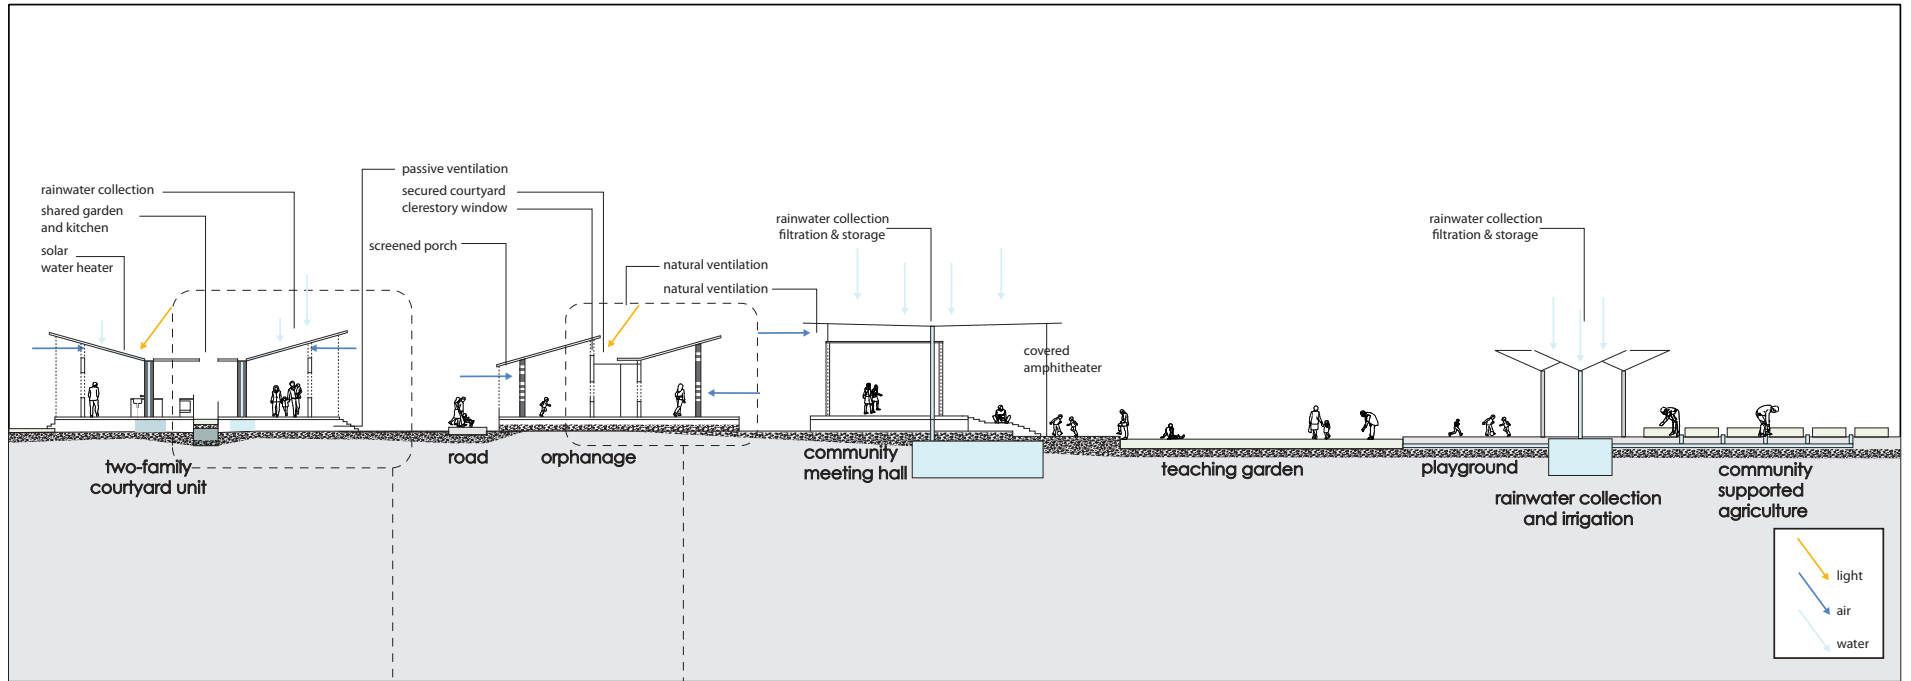 passive ventilation
rainwater collection
secured courtyard
clerestory window
shared garden
and kitchen
rainwater collection
filtration & storage
rainwater collection
filtration & storage
solar
water heater
screened porch
natural ventilation
natural ventilation
covered
amphitheater
two-family
courtyard unit
road
orphanage
community
meeting hall
teaching garden
playground
rainwater collection
and irrigation
community
supported
agriculture
light
air
water